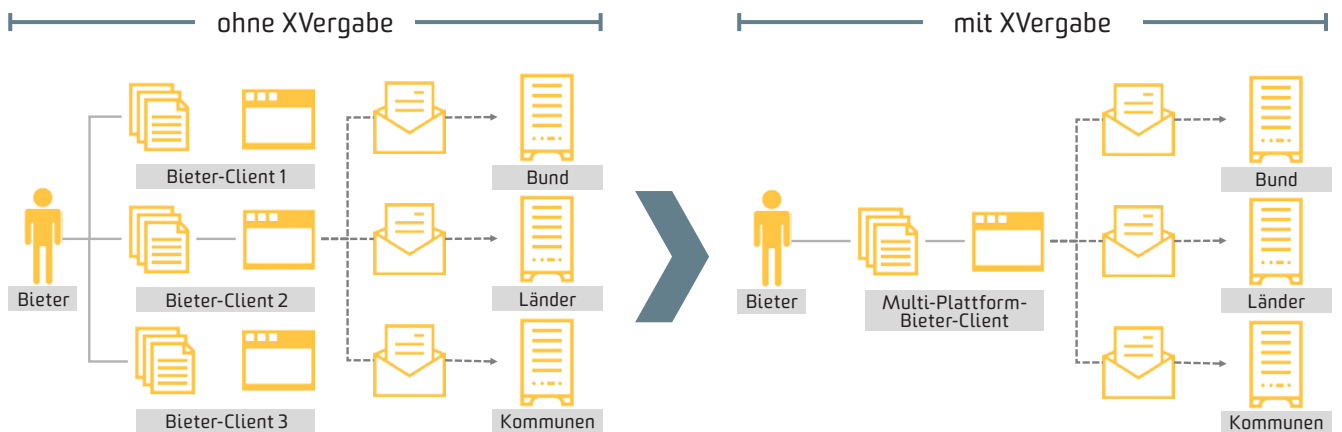 ohne XVergabe
Bieter
Bieter-Client 1
Bieter-Client 2
Bieter-Client 3
Bund
Länder
Kommunen
mit XVergabe
Bieter
Multi-Plattform-
Bieter-Client
Bund
Länder
Kommunen